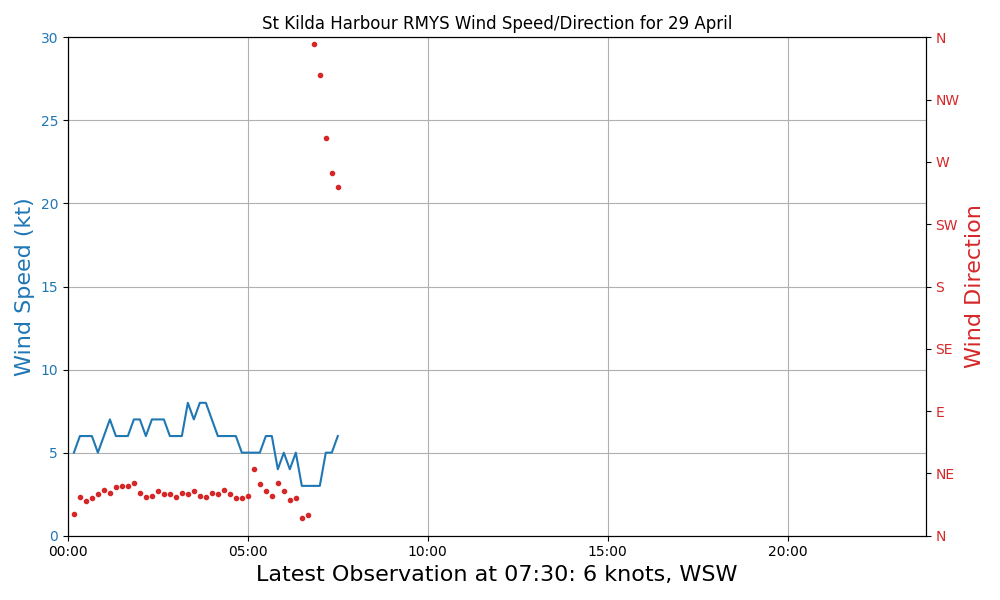 St Kilda Harbour RMYS Wind Speed/Direction for 29 April
30
25
20
15
10
5
0
Wind Speed (kt)
N
NW
W
SW
S
SE
E
NE
N
Wind Direction
00:00 05:00 10:00 15:00 20:00
Latest Observation at 07:30: 6 knots, WSW